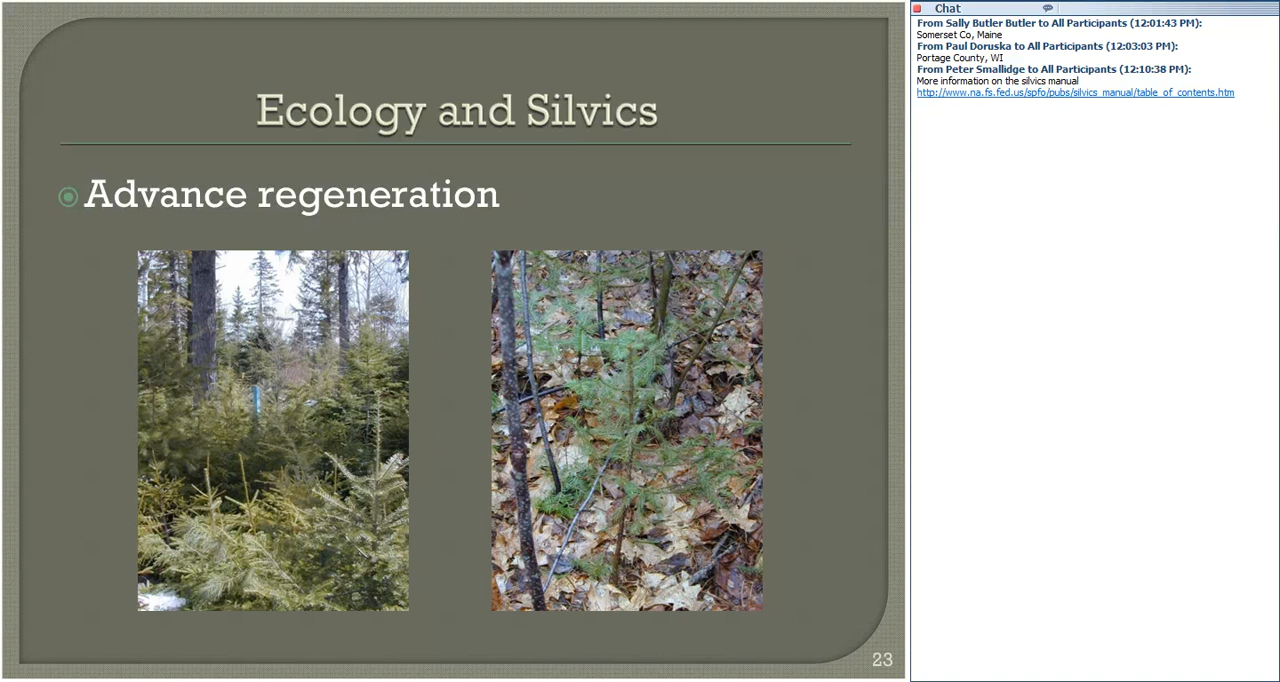 Ecology and Silvics
Advance regeneration
23
Chat
From Sally Butler Butler to All Participants (12:01:43 PM):
Somerset Co, Maine
From Paul Doruska to All Participants (12:03:03 PM):
Portage County, WI
From Peter Smallidge to All Participants (12:10:38 PM):
More information on the silvics manual
http://www.na.fs.fed.us/spfo/pubs/silvics_manual/table_of_contents.htm